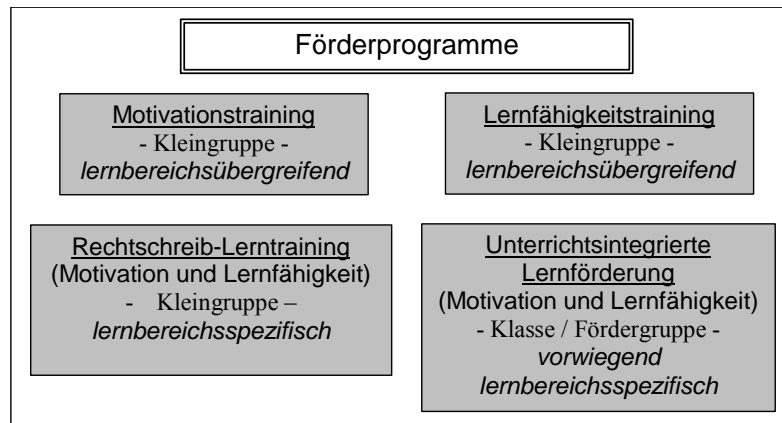 Förderprogramme
Motivationstraining
- Kleingruppe -
lernbereichsübergreifend
Lernfähigkeitstraining
- Kleingruppe -
lernbereichsübergreifend
Rechtschreib-Lerntraining
(Motivation und Lernfähigkeit)
- Kleingruppe –
lernbereichsspezifisch
Unterrichtsintegrierte
Lernförderung
(Motivation und Lernfähigkeit)
- Klasse / Fördergruppe -
vorwiegend
lernbereichsspezifisch